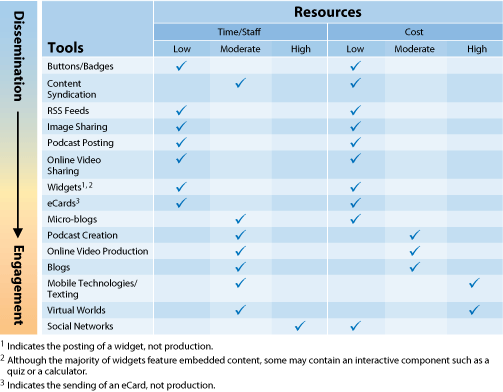 Dissemination
Engagement
Resources
Tools
Time/Staff
Cost
Low
Moderate
High
Low
Moderate
High
Buttons/Badges
Content
Syndication
RSS Feeds
Image Sharing
Podcast Posting
Online Video
Sharing
Widgets1, 2
eCards3
Micro-blogs
Podcast Creation
Online Video Production
Blogs
Mobile Technologies/
Texting
Virtual Worlds
Social Networks
1 Indicates the posting of a widget, not production.
2 Although the majority of widgets feature embedded content, some may contain an interactive component such as a
quiz or a calculator.
3 Indicates the sending of an eCard, not production.